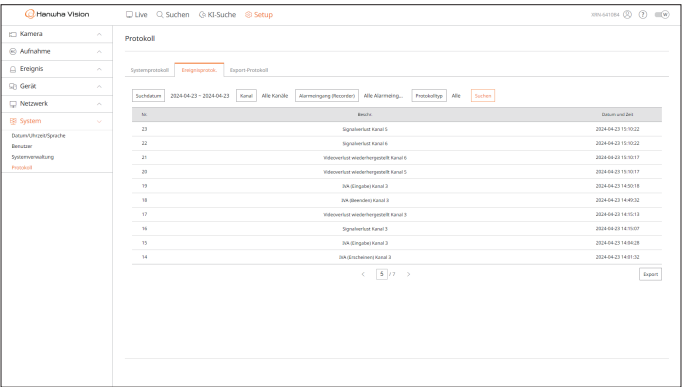 Hanwha Vision
Live Suchen KI-Suche Setup
Kamera
Aufnahme
Ereignis
Gerät
Netzwerk
System
Datum/Uhrzeit/Sprache
Benutzer
Systemverwaltung
Protokoll
Protokoll
Systemprotokoll Ereignisprotok. Export-Protokoll
Suchdatum 2024-04-23 ~ 2024-04-23 Kanal Alle Kanäle Alarmeingang (Recorder) Alle Alarmeing... Protokolltyp Alle Suchen
Nr. Beschr. Datum und Zeit
23 Signalverlust Kanal 5 2024-04-23 15:10:22
22 Signalverlust Kanal 6 2024-04-23 15:10:22
21 Videoverlust wiederhergestellt Kanal 6 2024-04-23 15:10:17
20 Videoverlust wiederhergestellt Kanal 5 2024-04-23 15:10:17
19 IVA (Eingabe) Kanal 3 2024-04-23 14:50:18
18 IVA (Beenden) Kanal 3 2024-04-23 14:49:32
17 Videoverlust wiederhergestellt Kanal 3 2024-04-23 14:15:13
16 Signalverlust Kanal 3 2024-04-23 14:15:07
15 IVA (Eingabe) Kanal 3 2024-04-23 14:04:28
14 IVA (Erscheinen) Kanal 3 2024-04-23 14:01:32
< 5 / 7 >
Export